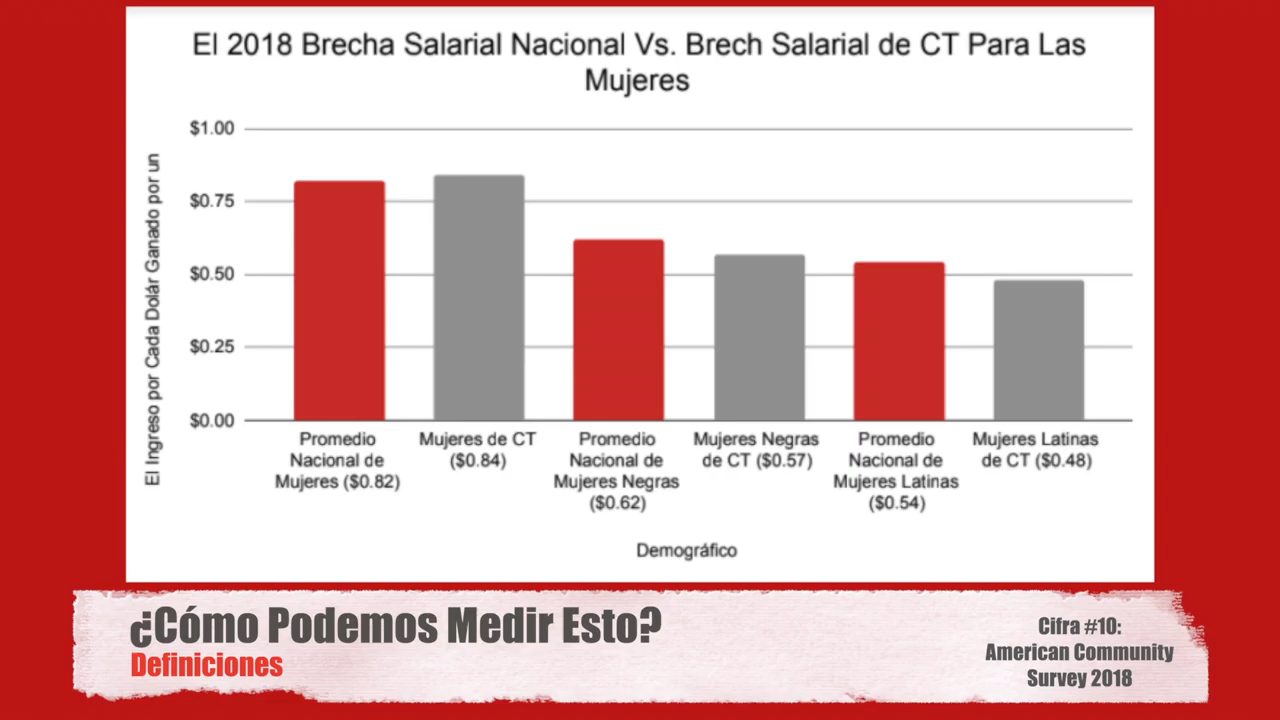 El 2018 Brecha Salarial Nacional Vs. Brech Salarial de CT Para Las
Mujeres
El Ingreso por Cada Dolár Ganado por un
$1.00
$0.75
$0.50
$0.25
$0.00
Promedio
Nacional de
Mujeres ($0.82)
Mujeres de CT
($0.84)
Promedio
Nacional de
Mujeres Negras
($0.62)
Mujeres Negras
de CT ($0.57)
Promedio
Nacional de
Mujeres Latinas
($0.54)
Mujeres Latinas
de CT ($0.48)
Demográfico
¿Cómo Podemos Medir Esto?
Definiciones
Cifra #10:
American Community
Survey 2018